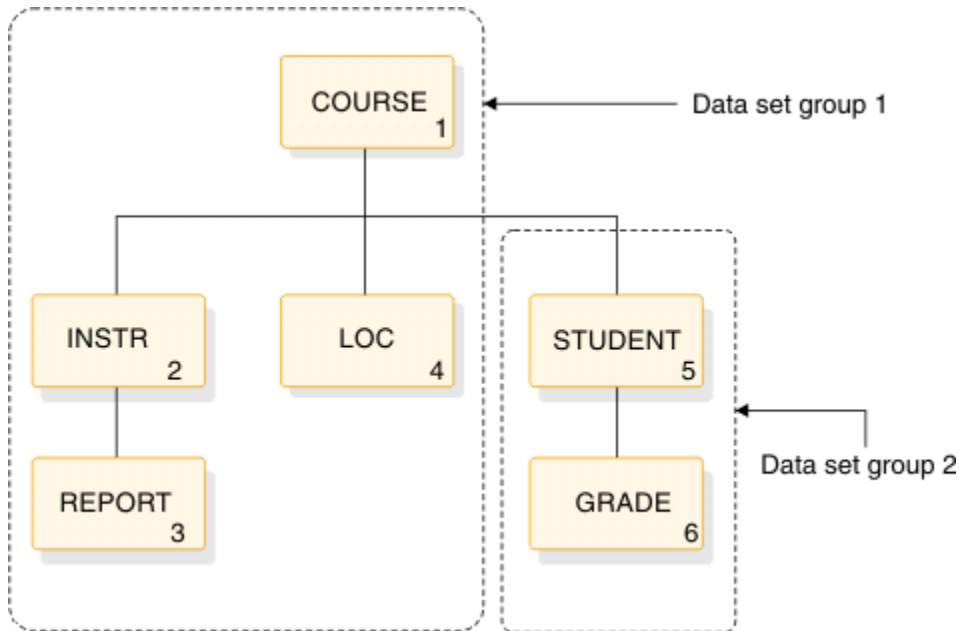 COURSE
1
Data set group 1
INSTR
2
LOC
4
STUDENT
5
REPORT
3
GRADE
6
Data set group 2